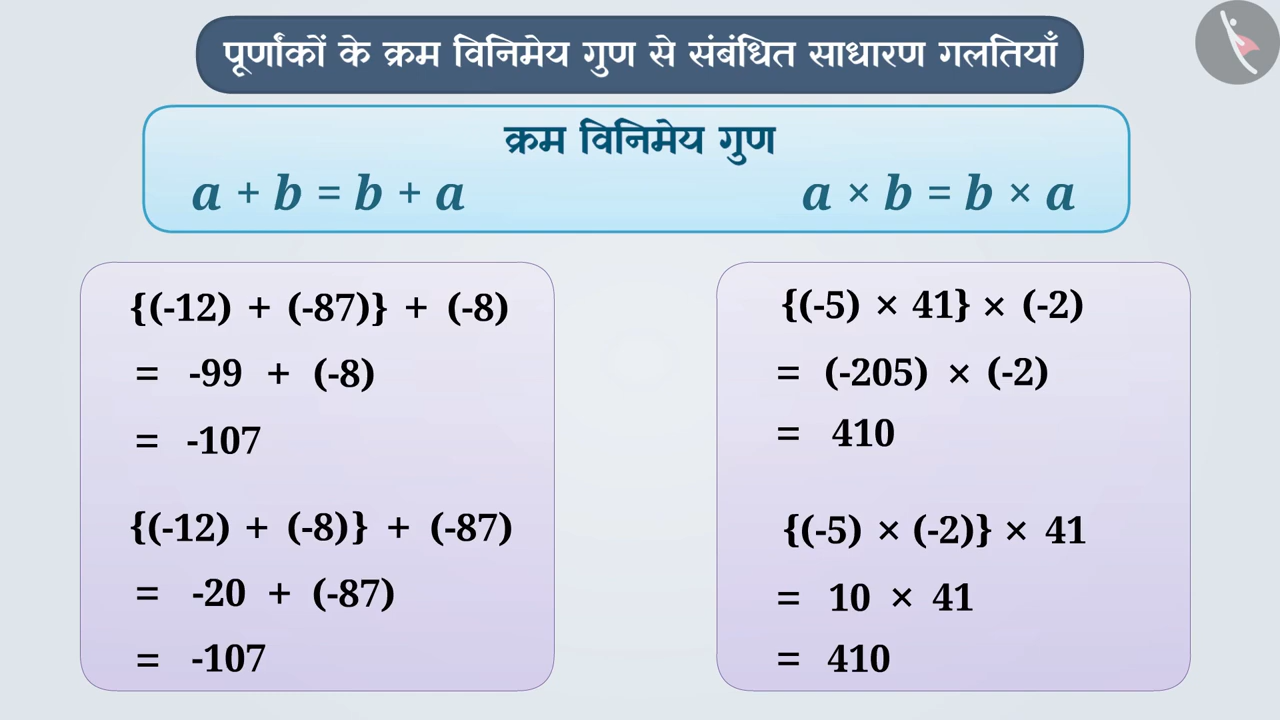 पूर्णांकों के क्रम विनिमेय गुण से संबंधित साधारण गलतियाँ
क्रम विनिमेय गुण
a + b = b + a
a × b = b × a
{(-12) + (-87)} + (-8)
= -99 + (-8)
= -107
{(-12) + (-8)} + (-87)
= -20 + (-87)
= -107
{(-5) × 41} × (-2)
= (-205) × (-2)
= 410
{(-5) × (-2)} × 41
= 10 × 41
= 410